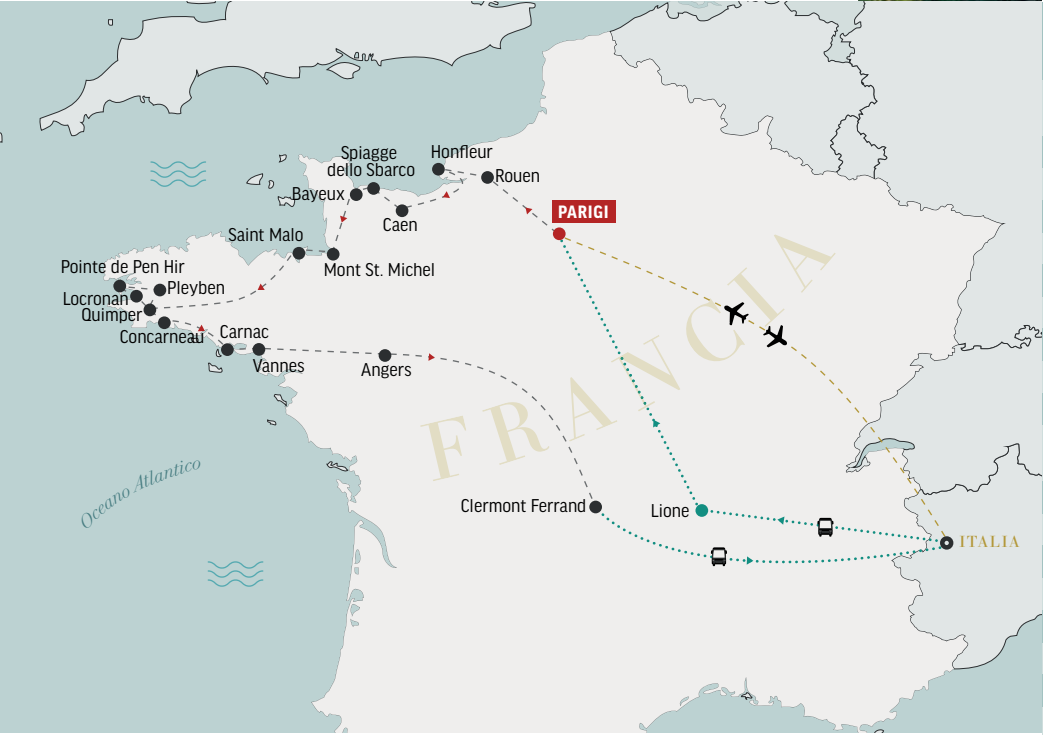 Spiagge
dello Sbarco
Honfleur
Rouen
Bayeux
Caen
PARIGI
Saint Malo
Mont St. Michel
Pointe de Pen Hir
Pleyben
Locronan
Quimper
Concarneau
Carnac
Vannes
Angers
FRANCIA
Oceano Atlantico
Clermont Ferrand
Lione
ITALIA